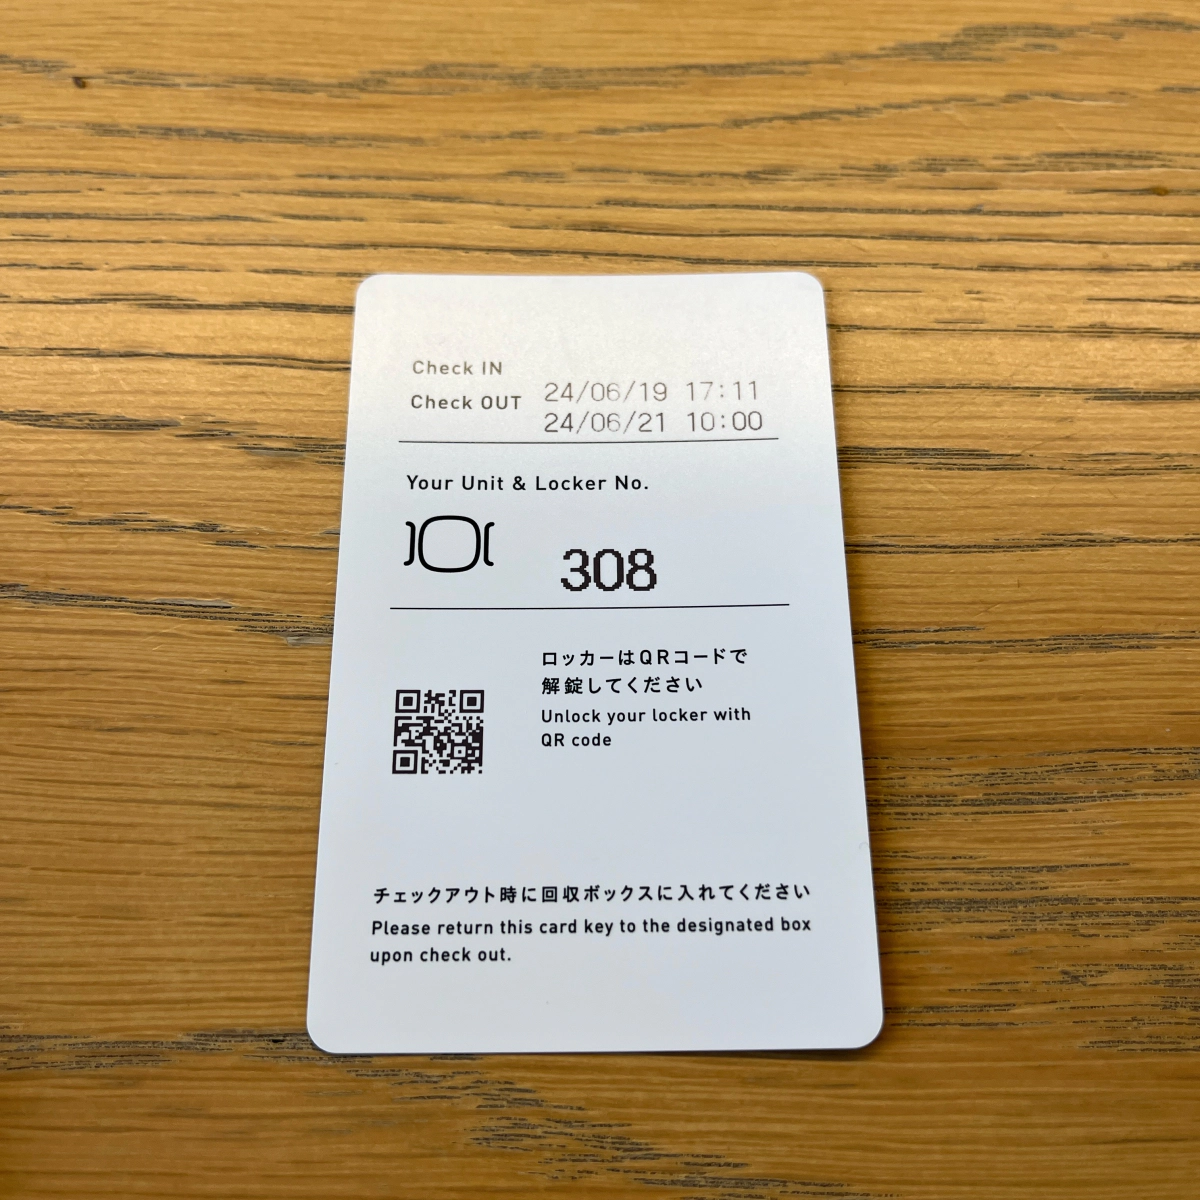 Check IN
Check OUT
24/06/19 17:11
24/06/21 10:00
Your Unit & Locker No.
308
ロッカーはQRコードで
解錠してください
Unlock your locker with
QR code
チェックアウト時に回収ボックスに入れてください
Please return this card key to the designated box
upon check out.